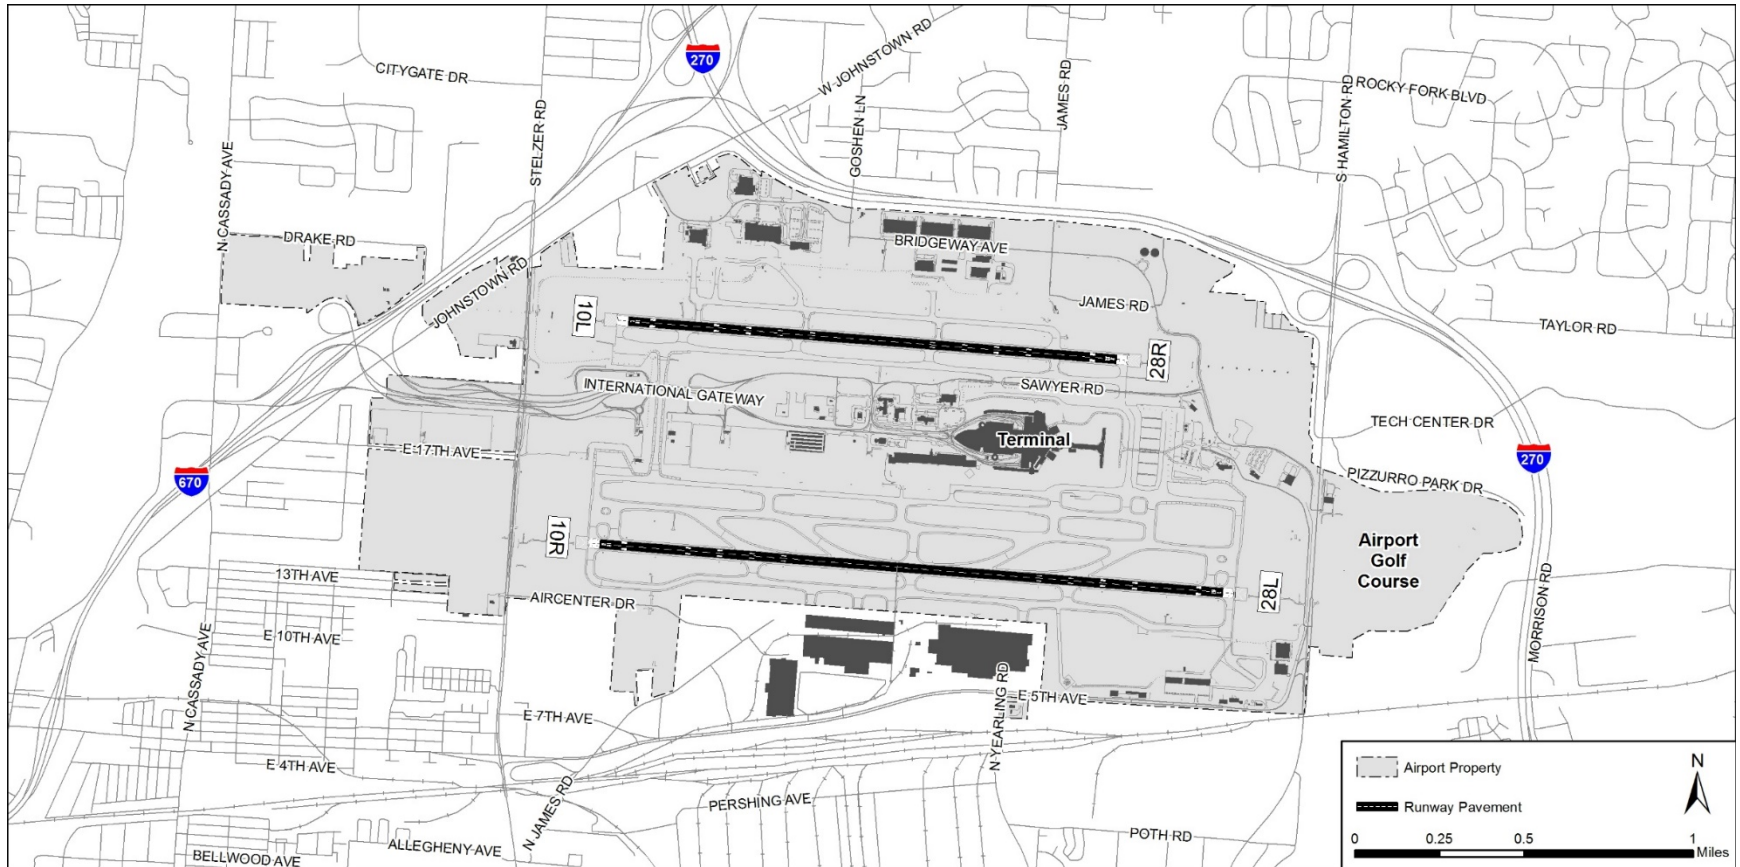 270
W JOHNSTOWN RD
CITYGATE DR
STELZER RD
GOSHEN LN
JAMES RD
S HAMILTON RD
ROCKY FORK BLVD
N CASSADY AVE
DRAKE RD
JOHNSTOWN RD
BRIDGEWAY AVE
JAMES RD
TAYLOR RD
10L
28R
INTERNATIONAL GATEWAY
SAWYER RD
TECH CENTER DR
Terminal
E 17TH AVE
670
270
PIZZURRO PARK DR
10R
Airport
Golf
Course
28L
13TH AVE
AIRCENTER DR
MORRISON RD
E 10TH AVE
N CASSADY AVE
E 7TH AVE
N YEARLING RD
E 5TH AVE
E 4TH AVE
N JAMES RD
PERSHING AVE
POTH RD
ALLEGHENY AVE
BELLWOOD AVE
Airport Property
Runway Pavement
N
0 0.25 0.5 1
Miles